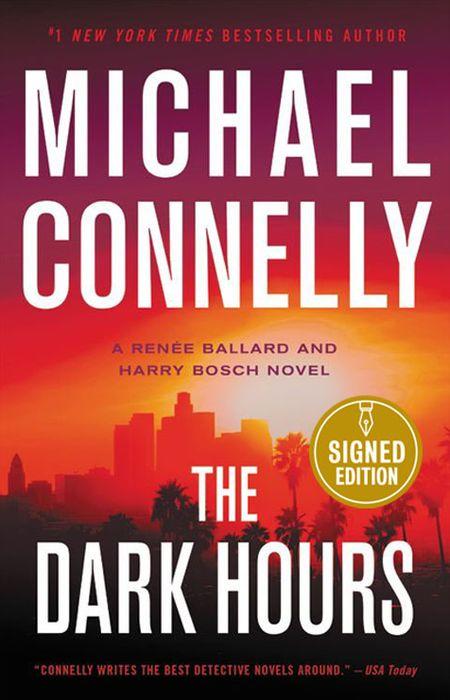 #1 NEW YORK TIMES BESTSELLING AUTHOR
MICHAEL
CONNELLY
A RENÉE BALLARD AND
HARRY BOSCH NOVEL
SIGNED
EDITION
THE
DARK HOURS
"CONNELLY WRITES THE BEST DETECTIVE NOVELS AROUND." —USA Today